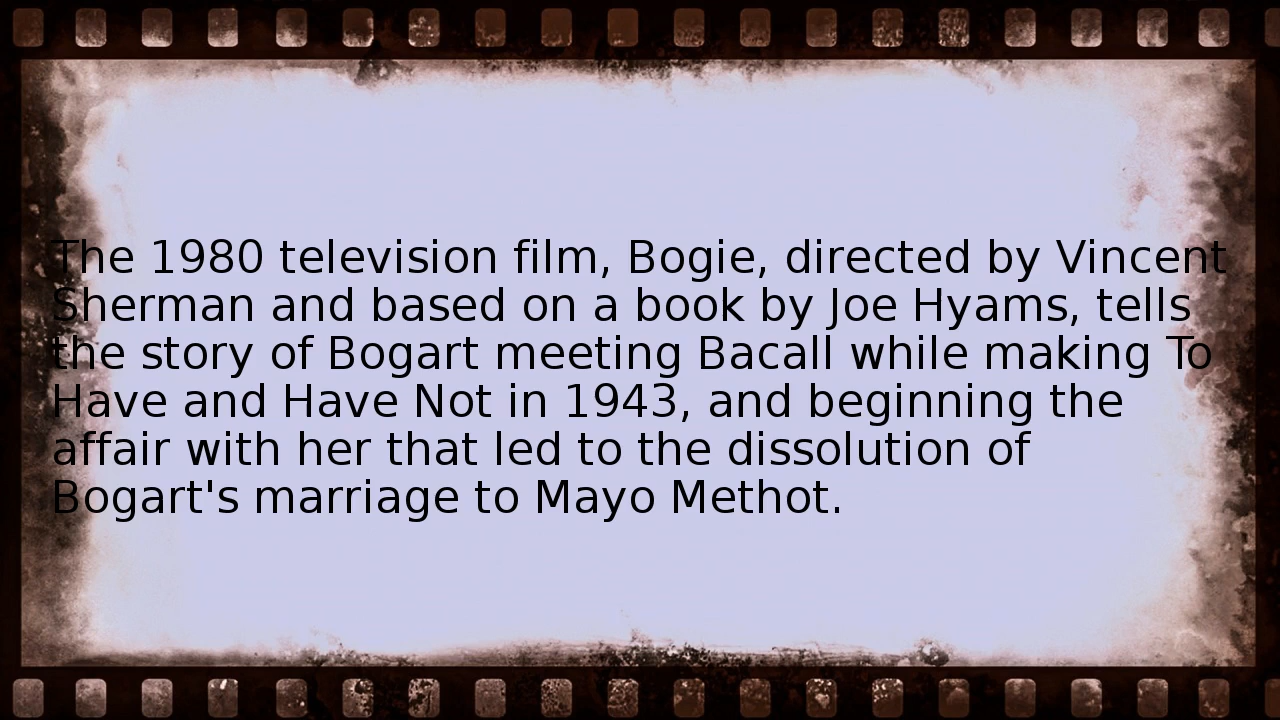 The 1980 television film, Bogie, directed by Vincent
Sherman and based on a book by Joe Hyams, tells
the story of Bogart meeting Bacall while making To
Have and Have Not in 1943, and beginning the
affair with her that led to the dissolution of
Bogart's marriage to Mayo Methot.